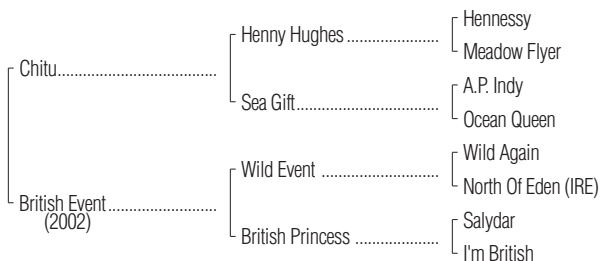 Hennessy
Henny Hughes ........................
Meadow Flyer
Chitu..........................................
A.P. Indy
Sea Gift......................................
Ocean Queen
Wild Again
Wild Event ...............................
North Of Eden (IRE)
British Event.............................
(2002)
Salydar
British Princess ......................
I'm British